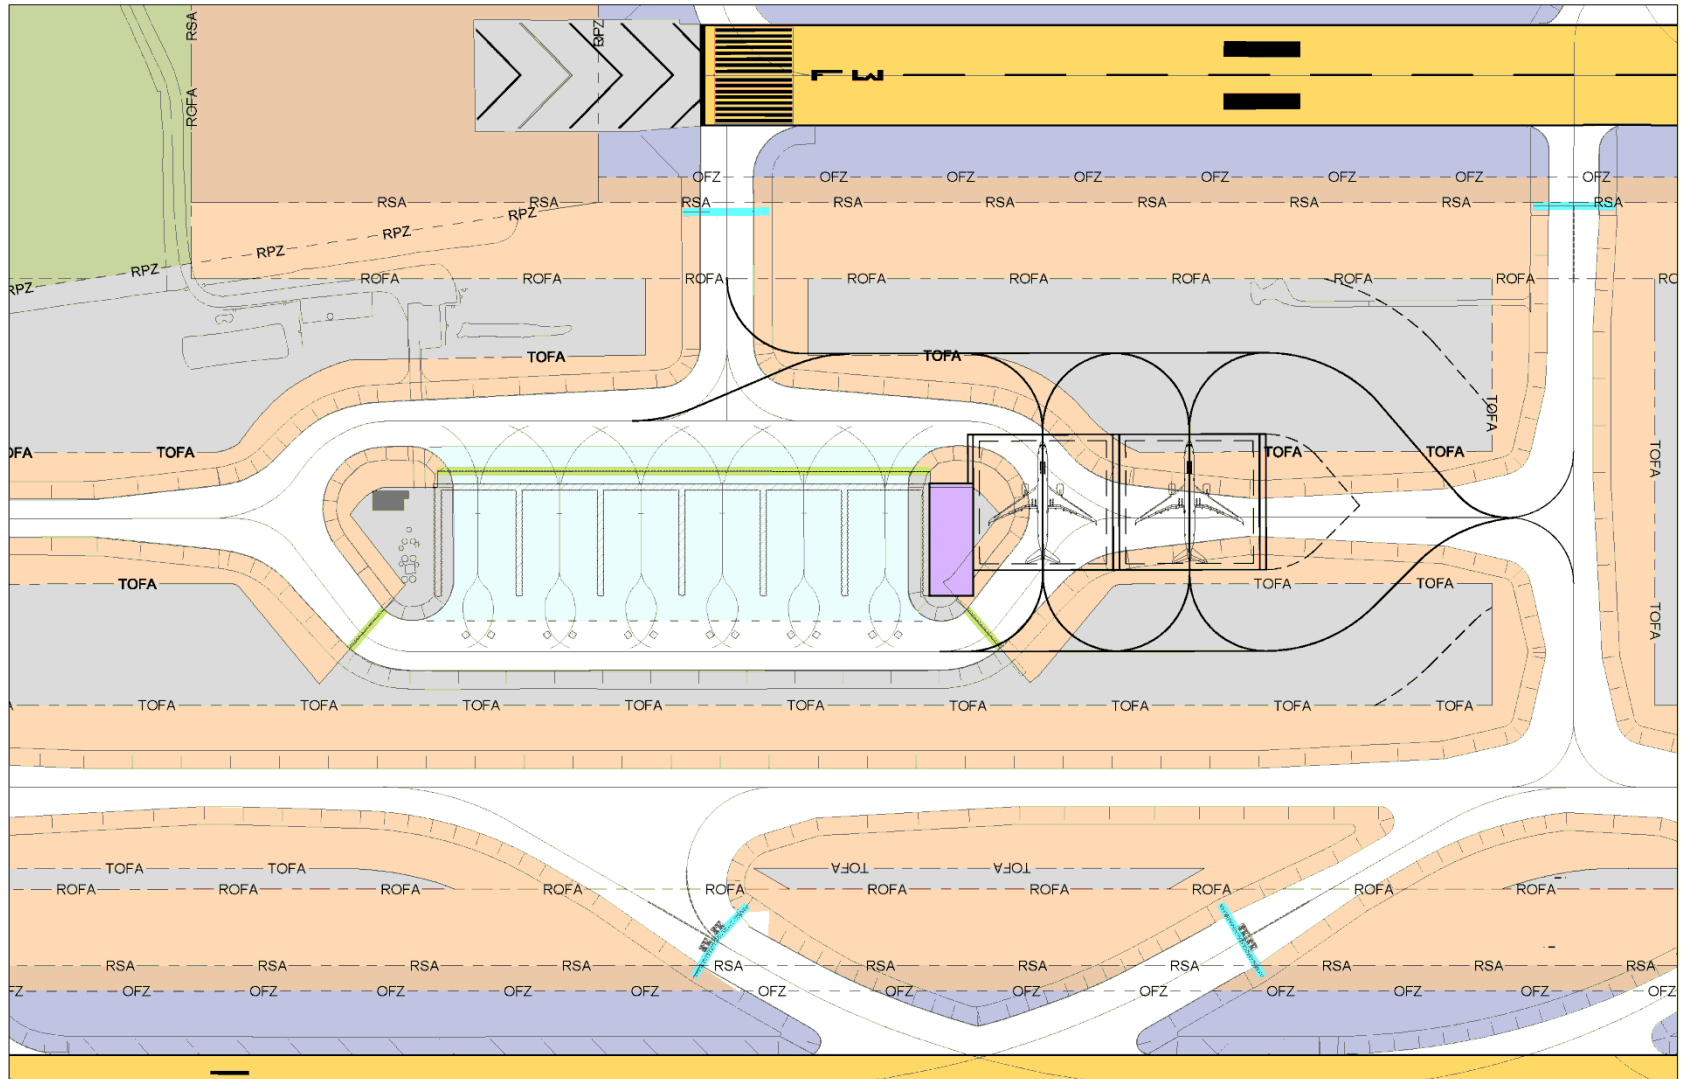 RSA
RPZ
ROFA
OFZ OFZ OFZ OFZ OFZ OFZ OFZ OFZ
RSA RSA RSA RSA RSA RSA RSA RSA RSA
RPZ
RPZ
RPZ
RPZ
RPZ
ROFA ROFA ROFA ROFA ROFA ROFA ROFA ROFA RO
TOFA TOFA
TOFA
OFA TOFA TOFA TOFA
TOFA
TOFA TOFA TOFA
TOFA
TOFA TOFA TOFA TOFA TOFA TOFA TOFA TOFA TOFA
TOFA TOFA TOFA TOFA
ROFA ROFA ROFA ROFA ROFA ROFA ROFA ROFA ROFA ROFA
RSA RSA RSA RSA RSA RSA RSA RSA RSA RSA RSA
Z OFZ OFZ OFZ OFZ OFZ OFZ OFZ OFZ OFZ OFZ OFZ OFZ OFZ